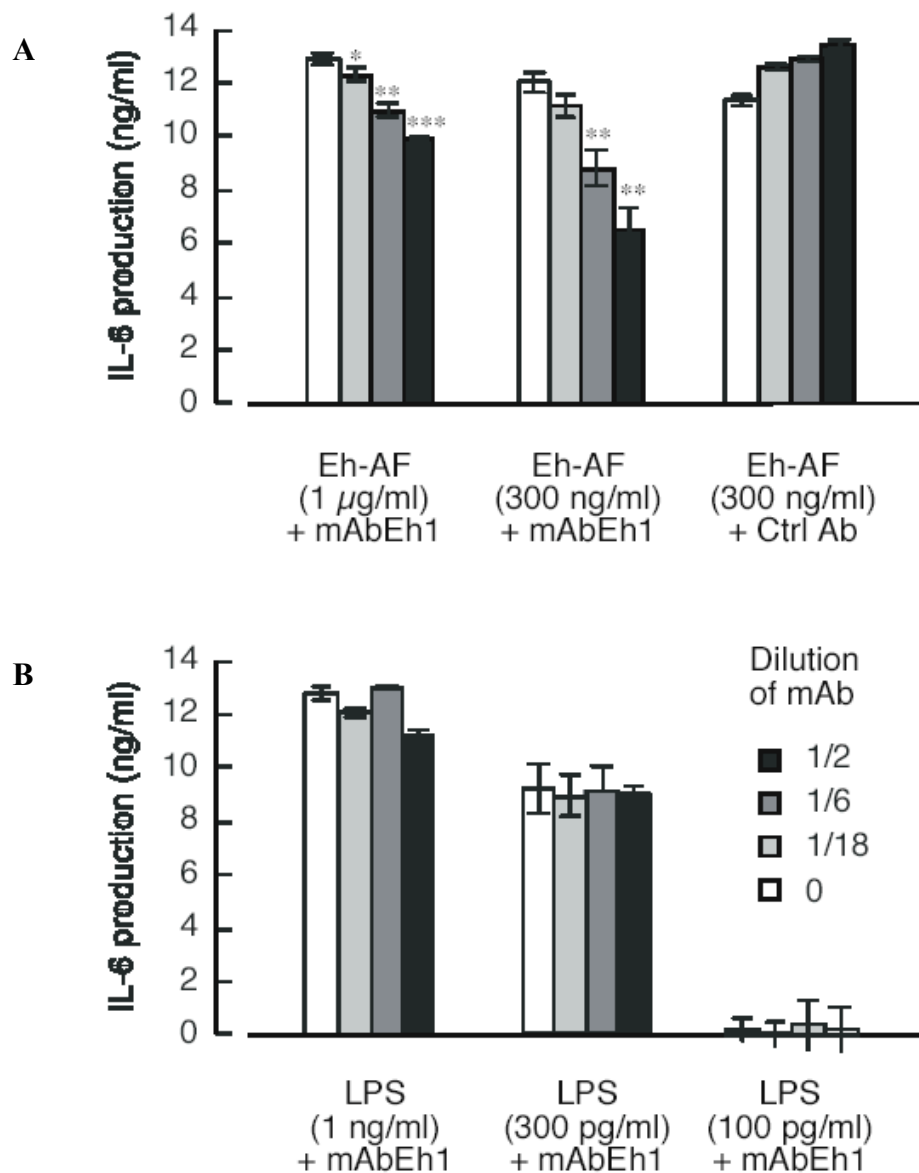 A
IL-6 production (ng/ml)
14
12
10
8
6
4
2
0
*
**
***
**
**
Eh-AF
(1 µg/ml)
+ mAbEh1
Eh-AF
(300 ng/ml)
+ mAbEh1
Eh-AF
(300 ng/ml)
+ Ctrl Ab
B
IL-6 production (ng/ml)
14
12
10
8
6
4
2
0
Dilution
of mAb
1/2
1/6
1/18
0
LPS
(1 ng/ml)
+ mAbEh1
LPS
(300 pg/ml)
+ mAbEh1
LPS
(100 pg/ml)
+ mAbEh1